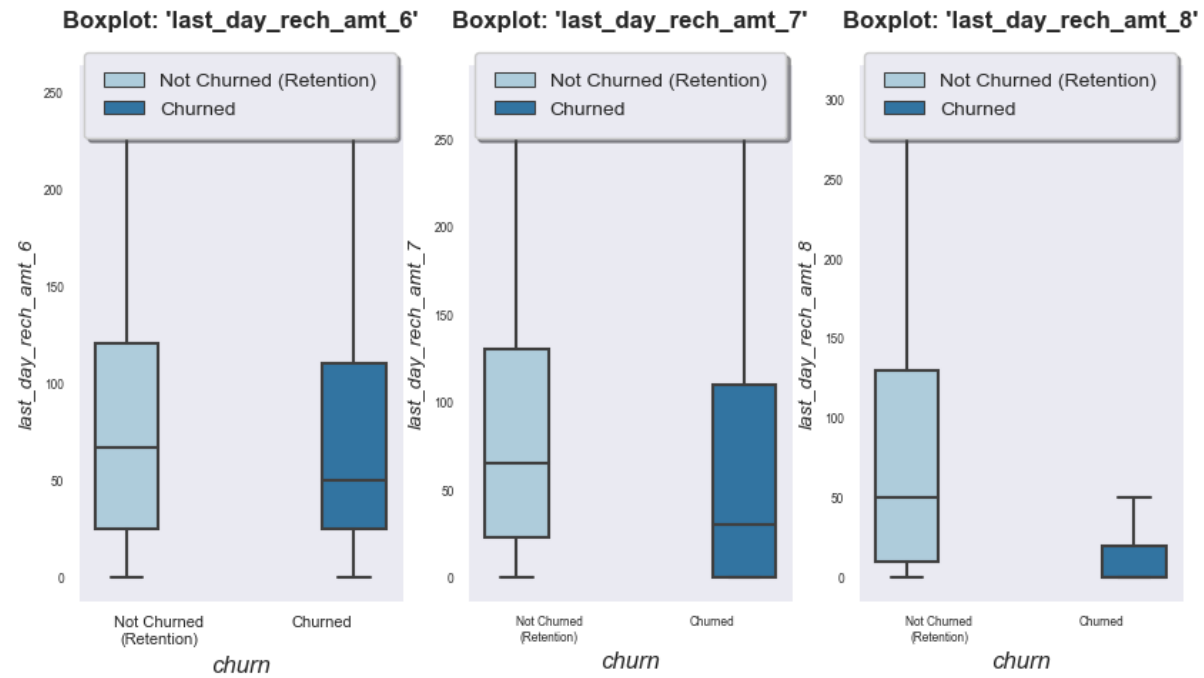 Boxplot: 'last_day_rech_amt_6'
Not Churned (Retention)
Churned
250
200
150
100
50
0
last_day_rech_amt_6
Not Churned
(Retention)
Churned
churn
Boxplot: 'last_day_rech_amt_7'
Not Churned (Retention)
Churned
250
200
150
100
50
0
last_day_rech_amt_7
Not Churned
(Retention)
Churned
churn
Boxplot: 'last_day_rech_amt_8'
Not Churned (Retention)
Churned
300
250
200
150
100
50
0
last_day_rech_amt_8
Not Churned
(Retention)
Churned
churn